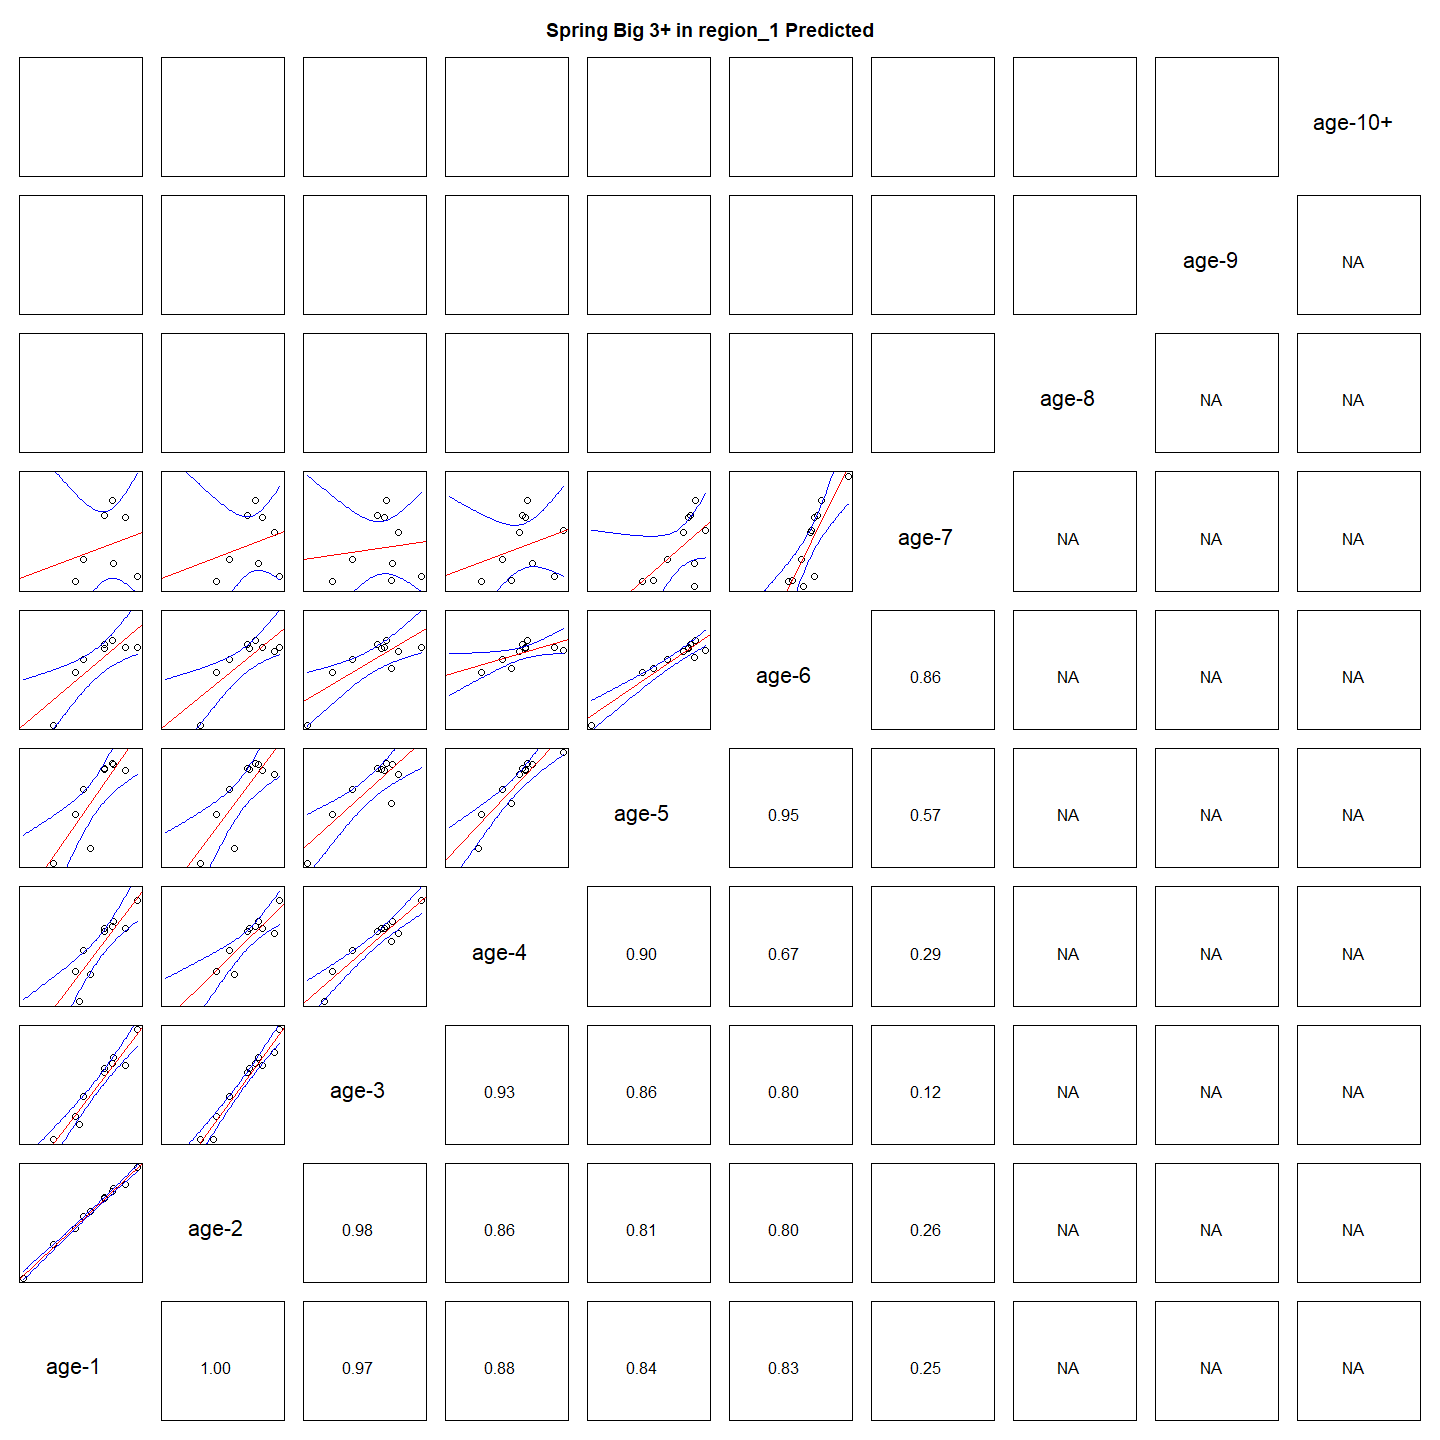 Spring Big 3+ in region_1 Predicted
age-10+
age-9 NA
age-8 NA NA
age-7 NA NA NA
age-6 0.86 NA NA NA
age-5 0.95 0.57 NA NA NA
age-4 0.90 0.67 0.29 NA NA NA
age-3 0.93 0.86 0.80 0.12 NA NA NA
age-2 0.98 0.86 0.81 0.80 0.26 NA NA NA
age-1 1.00 0.97 0.88 0.84 0.83 0.25 NA NA NA